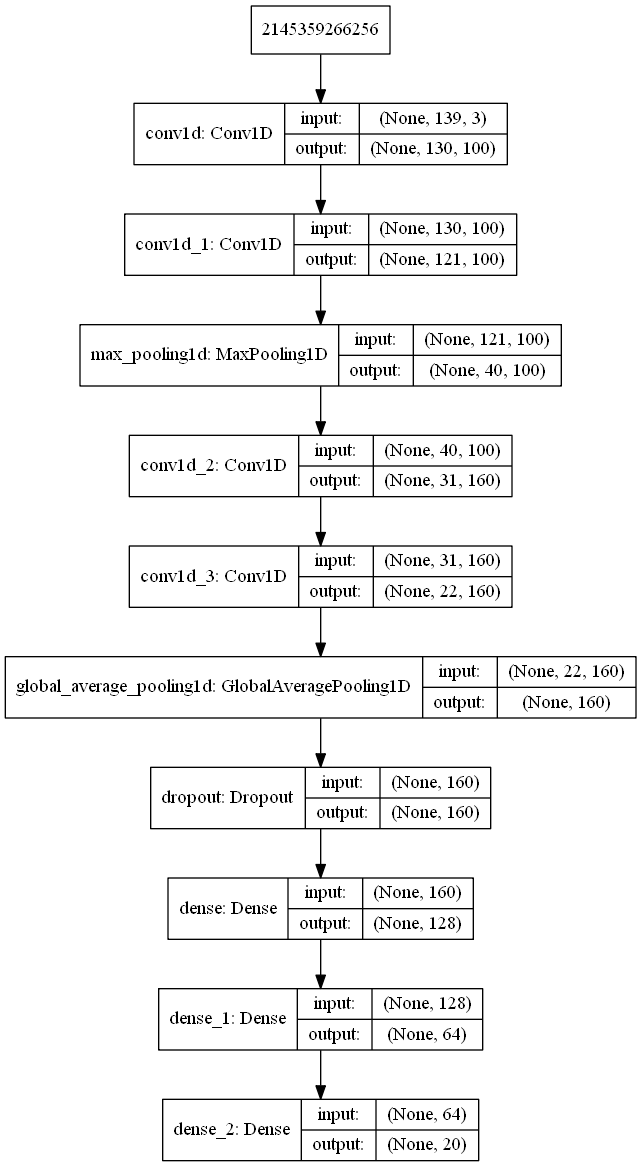 2145359266256
conv1d: Conv1D
input: (None, 139, 3)
output: (None, 130, 100)
conv1d_1: Conv1D
input: (None, 130, 100)
output: (None, 121, 100)
max_pooling1d: MaxPooling1D
input: (None, 121, 100)
output: (None, 40, 100)
conv1d_2: Conv1D
input: (None, 40, 100)
output: (None, 31, 160)
conv1d_3: Conv1D
input: (None, 31, 160)
output: (None, 22, 160)
global_average_pooling1d: GlobalAveragePooling1D
input: (None, 22, 160)
output: (None, 160)
dropout: Dropout
input: (None, 160)
output: (None, 160)
dense: Dense
input: (None, 160)
output: (None, 128)
dense_1: Dense
input: (None, 128)
output: (None, 64)
dense_2: Dense
input: (None, 64)
output: (None, 20)